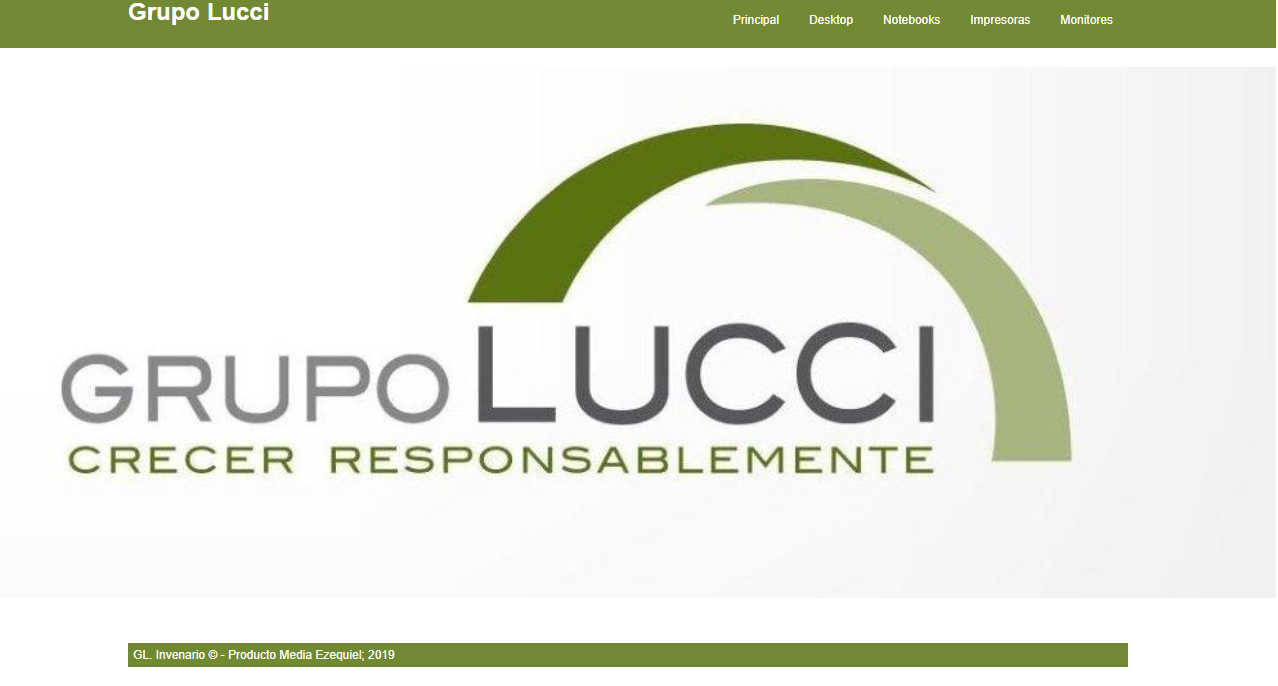 Grupo Lucci
Principal Desktop Notebooks Impresoras Monitores
GRUPO LUCCI
CRECER RESPONSABLEMENTE
GL. Invenario © - Producto Media Ezequiel; 2019